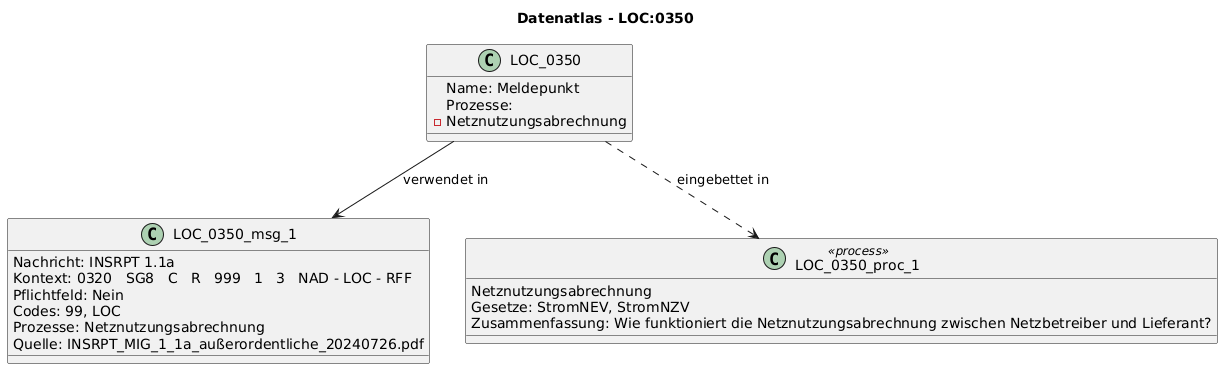 Datenatlas - LOC:0350
C LOC_0350
Name: Meldepunkt
Prozesse:
Netznutzungsabrechnung
verwendet in
eingebettet in
C LOC_0350_msg_1
Nachricht: INSRPT 1.1a
Kontext: 0320 SG8 C R 999 1 3 NAD - LOC - RFF
Pflichtfeld: Nein
Codes: 99, LOC
Prozesse: Netznutzungsabrechnung
Quelle: INSRPT_MIG_1_1a_außerordentliche_20240726.pdf
«process»
C LOC_0350_proc_1
Netznutzungsabrechnung
Gesetze: StromNEV, StromNZV
Zusammenfassung: Wie funktioniert die Netznutzungsabrechnung zwischen Netzbetreiber und Lieferant?